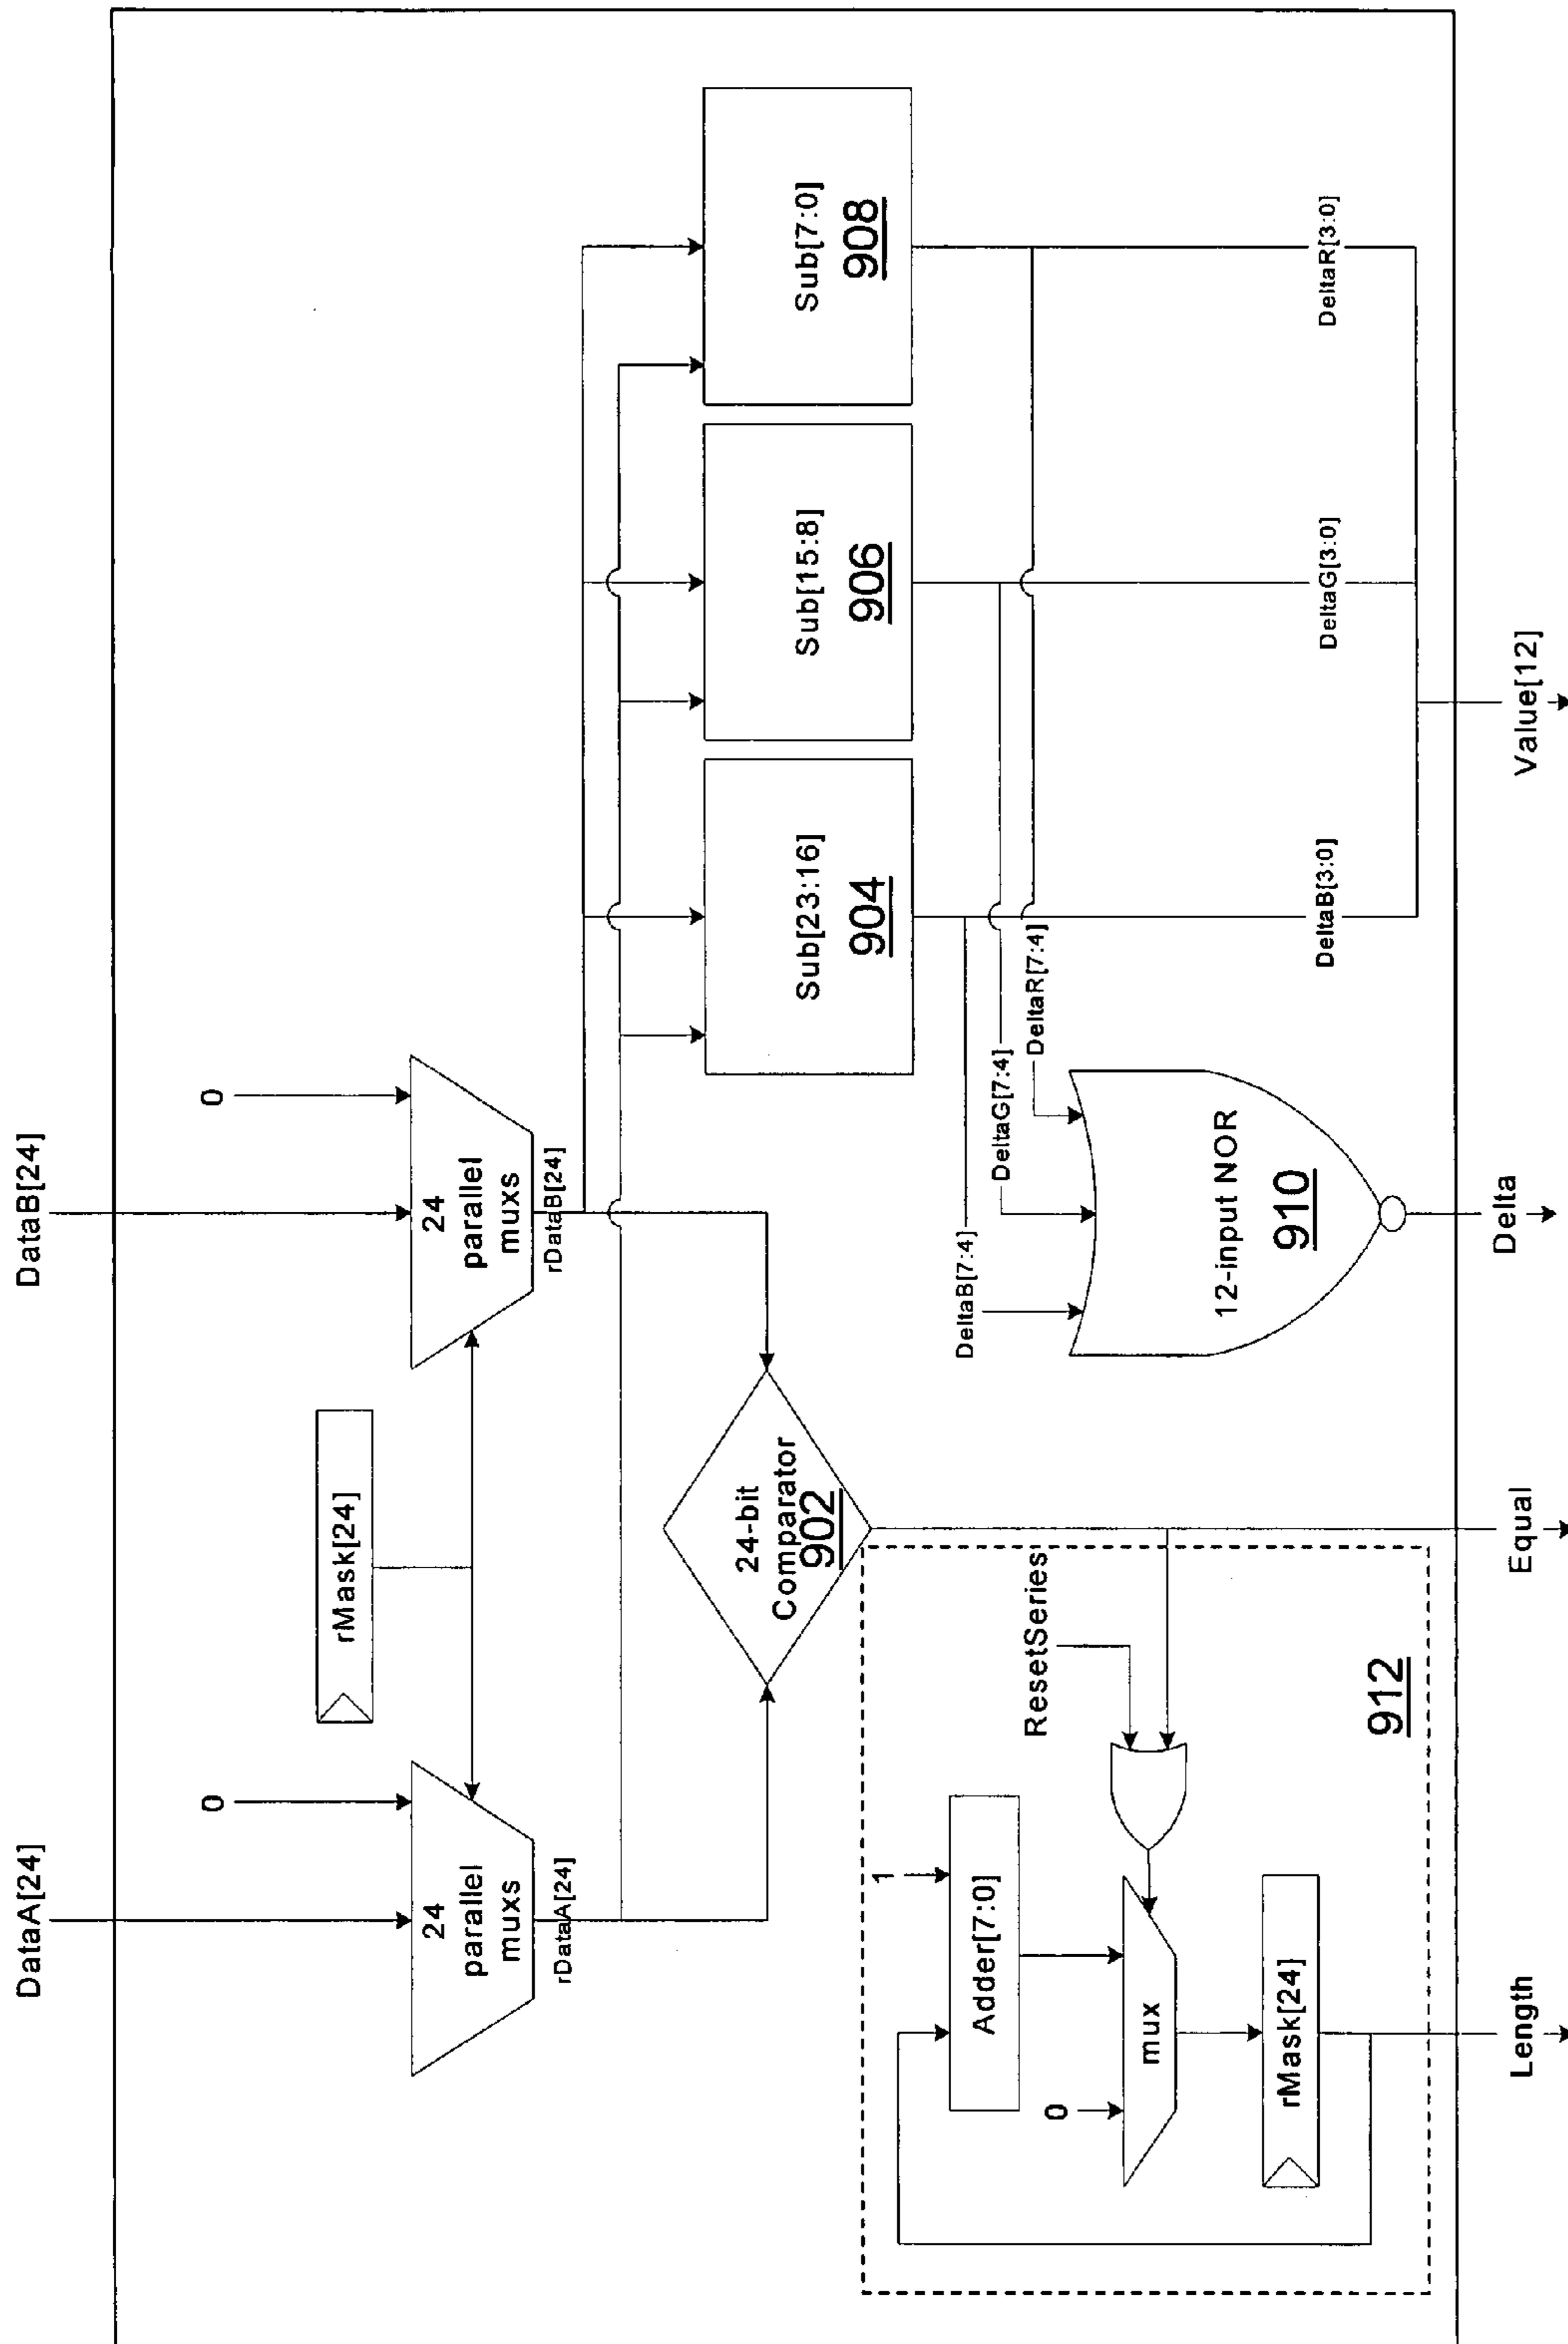 DataA[24]
DataB[24]
0
0
rMask[24]
24
parallel
muxs
24
parallel
muxs
rDataA[24]
rDataB[24]
24-bit
Comparator
902
Sub[23:16]
904
Sub[15:8]
906
Sub[7:0]
908
DeltaB[7:4]
DeltaG[7:4]
DeltaR[7:4]
12-input NOR
910
1
Adder[7:0]
ResetSeries
0
mux
rMask[24]
912
DeltaB[3:0]
DeltaG[3:0]
DeltaR[3:0]
Length
Equal
Delta
Value[12]